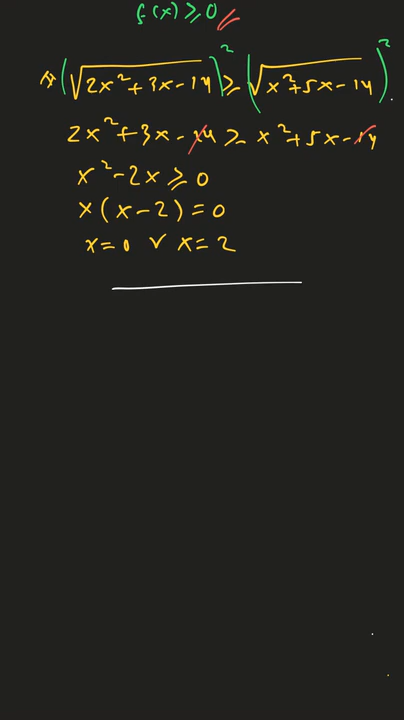 f(x) ≥ 0
(√2x²+3x-14)² ≥ (√x²+5x-14)²
2x²+3x-14 ≥ x²+5x-14
x²-2x ≥ 0
x(x-2) = 0
x=0 ∨ x=2